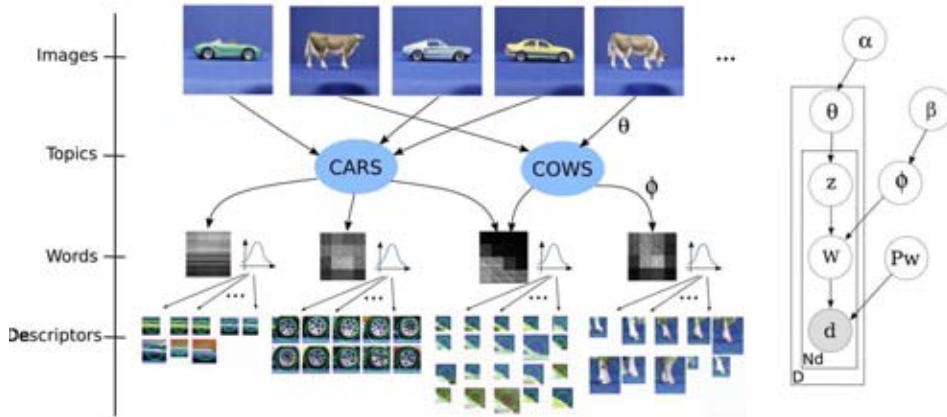 Images
...
θ
Topics
CARS
COWS
ϕ
Words
...
...
...
...
Descriptors
α
θ
β
z
ϕ
w
Pw
d
Nd
D